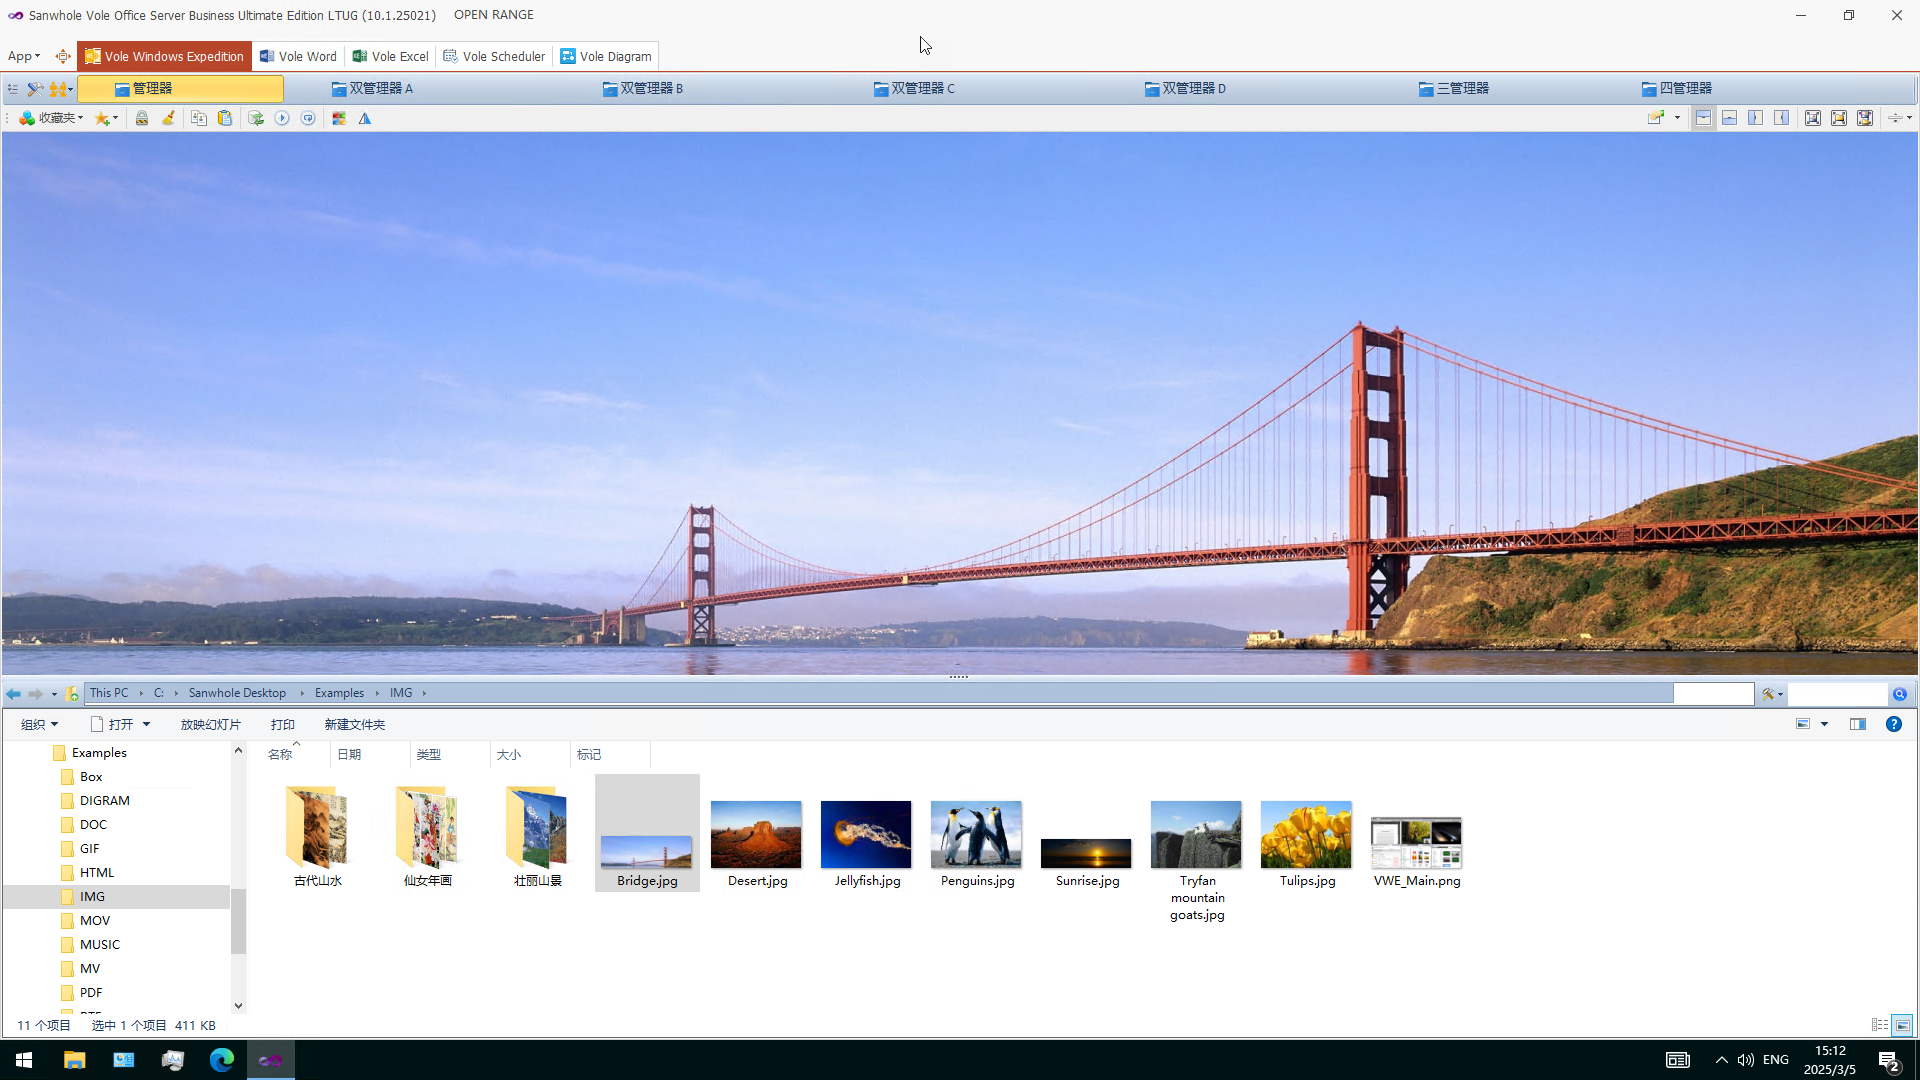 Sanwhole Vole Office Server Business Ultimate Edition LTUG (10.1.25021) OPEN RANGE
App Vole Windows Expedition Vole Word Vole Excel Vole Scheduler Vole Diagram
管理器 双管理器 A 双管理器 B 双管理器 C 双管理器 D 三管理器 四管理器
收藏夹
This PC C: Sanwhole Desktop Examples IMG
组织 打开 放映幻灯片 打印 新建文件夹
名称 日期 类型 大小 标记
Examples
Box
DIGRAM
DOC
GIF
HTML
IMG
MOV
MUSIC
MV
PDF
古代山水 仙女年画 壮丽山景 Bridge.jpg Desert.jpg Jellyfish.jpg Penguins.jpg Sunrise.jpg Tryfan mountain goats.jpg Tulips.jpg VWE_Main.png
11 个项目 选中 1 个项目 411 KB
ENG
15:12
2025/3/5
2